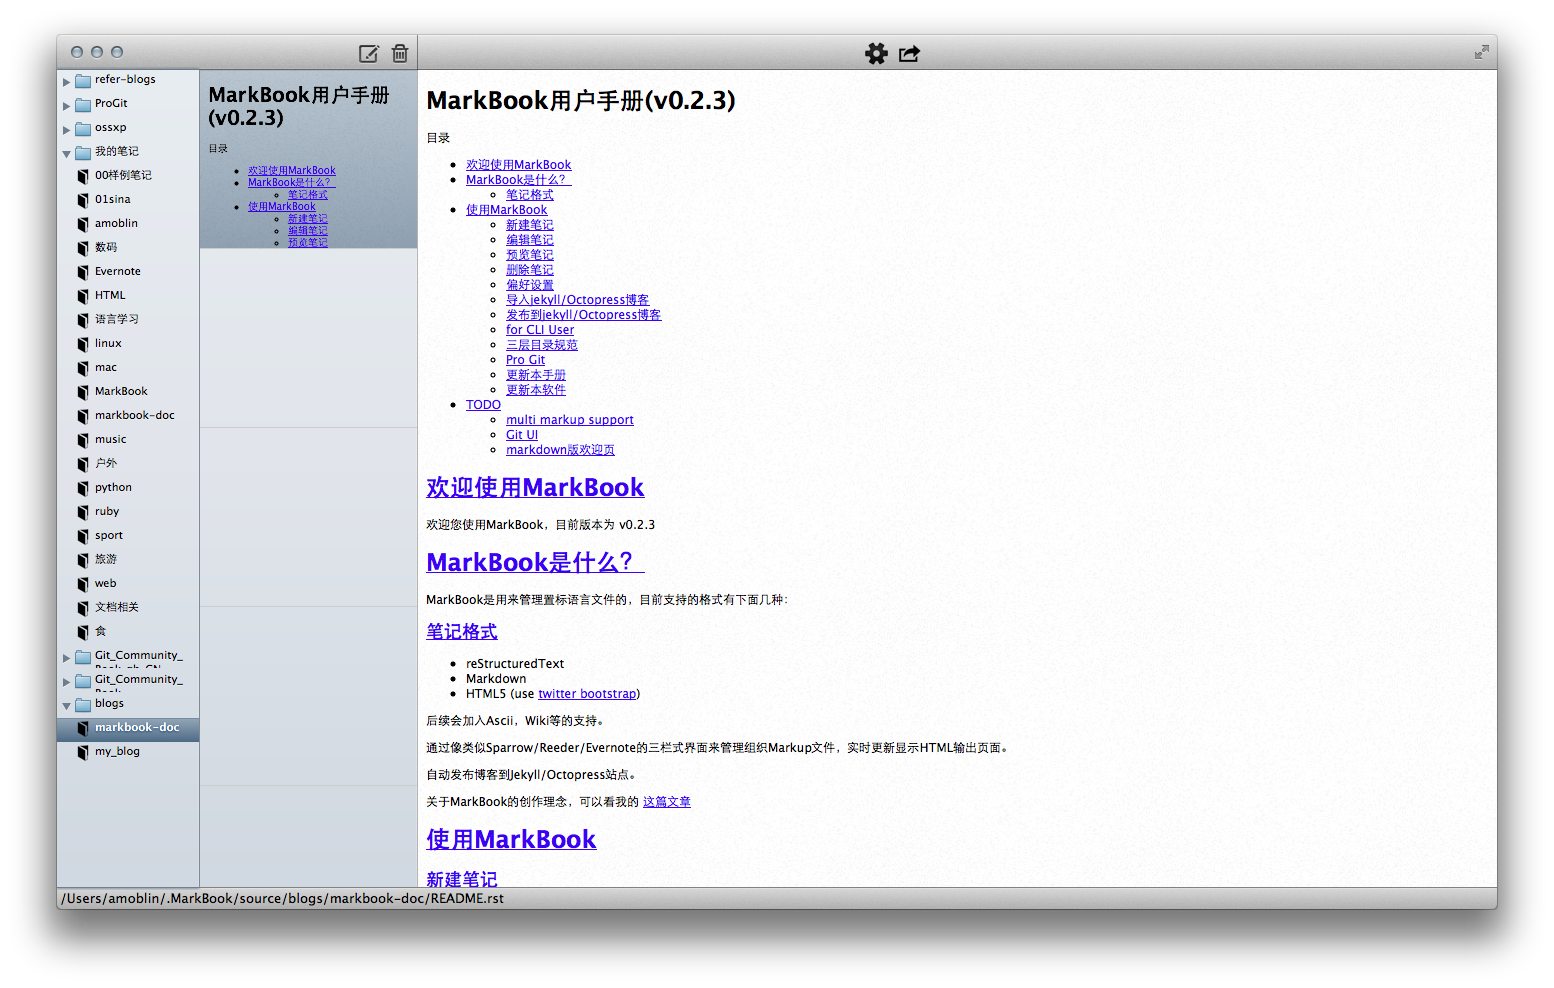 refer-blogs
ProGit
ossxp
我的笔记
00样例笔记
01sina
amoblin
数码
Evernote
HTML
语言学习
linux
mac
MarkBook
markbook-doc
music
户外
python
ruby
sport
旅游
web
文档相关
食
Git_Community_
Book-zh_CN
Git_Community_
Book
blogs
markbook-doc
my_blog
MarkBook用户手册
(v0.2.3)
目录
欢迎使用MarkBook
MarkBook是什么？
笔记格式
使用MarkBook
新建笔记
编辑笔记
预览笔记
MarkBook用户手册(v0.2.3)
目录
欢迎使用MarkBook
MarkBook是什么？
笔记格式
使用MarkBook
新建笔记
编辑笔记
预览笔记
删除笔记
偏好设置
导入jekyll/Octopress博客
发布到jekyll/Octopress博客
for CLI User
三层目录规范
Pro Git
更新本手册
更新本软件
TODO
multi markup support
Git UI
markdown版欢迎页
欢迎使用MarkBook
欢迎您使用MarkBook，目前版本为 v0.2.3
MarkBook是什么？
MarkBook是用来管理置标语言文件的，目前支持的格式有下面几种：
笔记格式
reStructuredText
Markdown
HTML5 (use twitter bootstrap)
后续会加入Ascii，Wiki等的支持。
通过像类似Sparrow/Reeder/Evernote的三栏式界面来管理组织Markup文件，实时更新显示HTML输出页面。
自动发布博客到Jekyll/Octopress站点。
关于MarkBook的创作理念，可以看我的 这篇文章
使用MarkBook
新建笔记
/Users/amoblin/.MarkBook/source/blogs/markbook-doc/README.rst